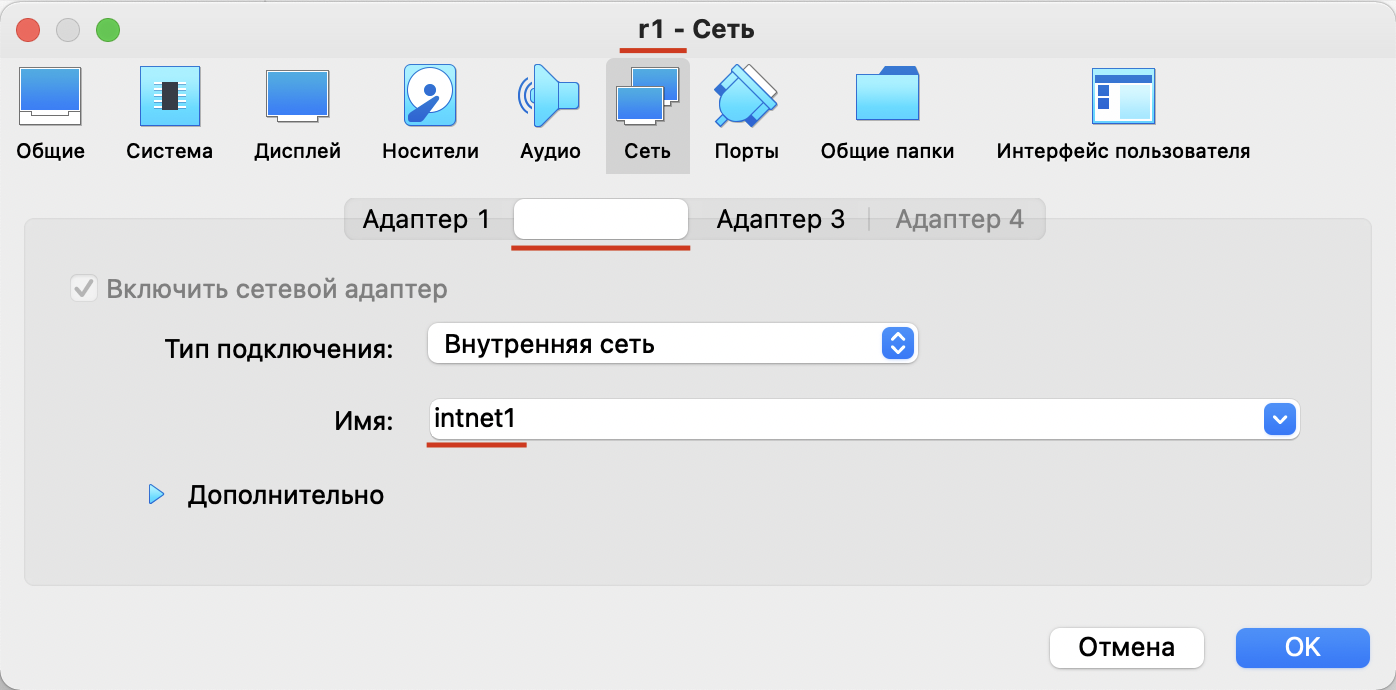 r1 - Сеть
Общие Система Дисплей Носители Аудио Сеть Порты Общие папки Интерфейс пользователя
Адаптер 1 Адаптер 3 Адаптер 4
Включить сетевой адаптер
Тип подключения: Внутренняя сеть
Имя: intnet1
Дополнительно
Отмена OK